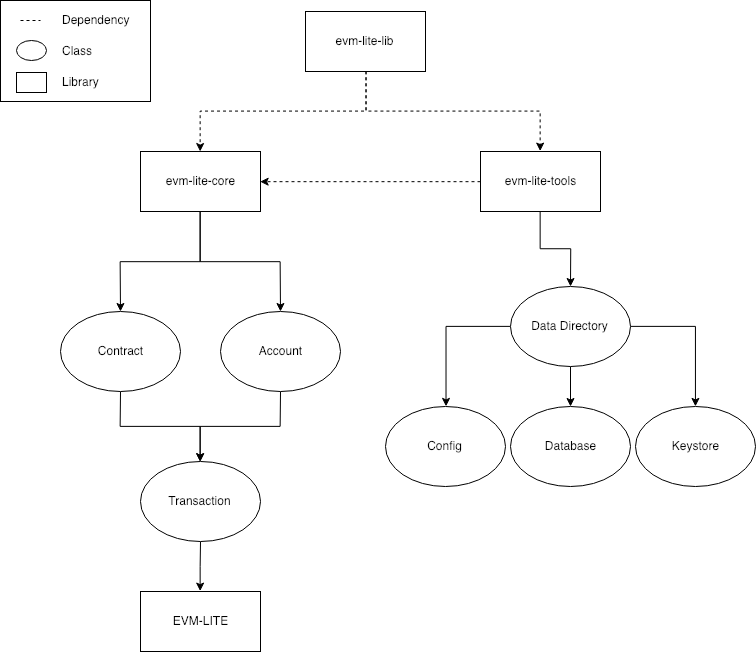 Dependency
Class
Library
evm-lite-lib
evm-lite-core
evm-lite-tools
Contract
Account
Data Directory
Config
Database
Keystore
Transaction
EVM-LITE